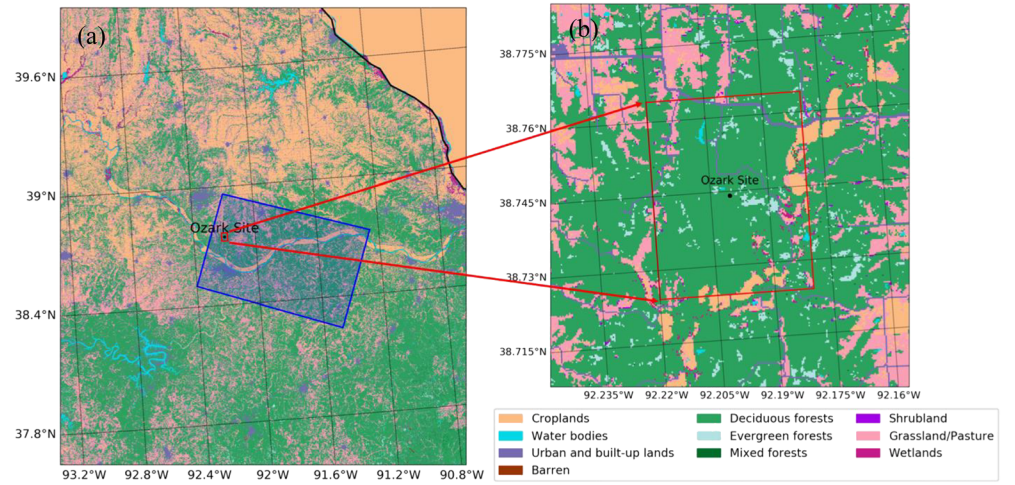 (a)
39.6°N
39°N
38.4°N
37.8°N
93.2°W 92.8°W 92.4°W 92°W 91.6°W 91.2°W 90.8°W
Ozark Site
(b)
38.775°N
38.76°N
38.745°N
38.73°N
38.715°N
92.235°W 92.22°W 92.205°W 92.19°W 92.175°W 92.16°W
Ozark Site
Croplands Deciduous forests Shrubland
Water bodies Evergreen forests Grassland/Pasture
Urban and built-up lands Mixed forests Wetlands
Barren